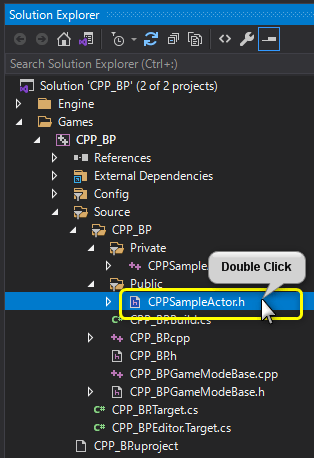 Solution Explorer
Search Solution Explorer (Ctrl+;)
Solution 'CPP_BP' (2 of 2 projects)
Engine
Games
CPP_BP
References
External Dependencies
Config
Source
CPP_BP
Private
CPPSample
Double Click
Public
CPPSampleActor.h
CPP_BP.Build.cs
CPP_BP.cpp
CPP_BP.h
CPP_BPGameModeBase.cpp
CPP_BPGameModeBase.h
CPP_BP.Target.cs
CPP_BPEditor.Target.cs
CPP_BP.uproject